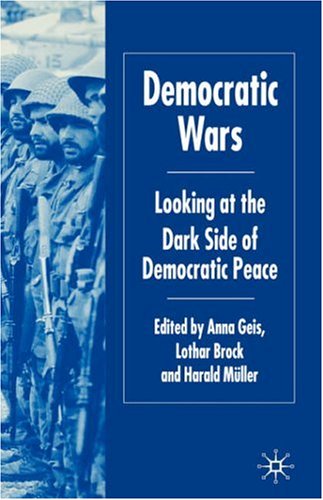 Democratic
Wars
Looking at the
Dark Side of
Democratic Peace
Edited by Anna Geis,
Lothar Brock
and Harald Müller